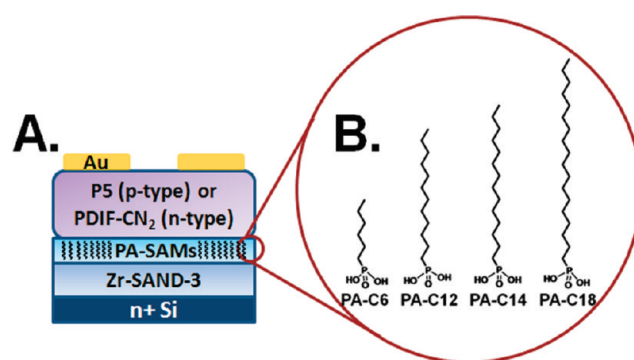 A.
Au
P5 (p-type) or
PDIF-CN₂ (n-type)
PA-SAMs
Zr-SAND-3
n+ Si
B.
HO P OH
O
HO P OH
O
HO P OH
O
HO P OH
O
PA-C6 PA-C12 PA-C14 PA-C18